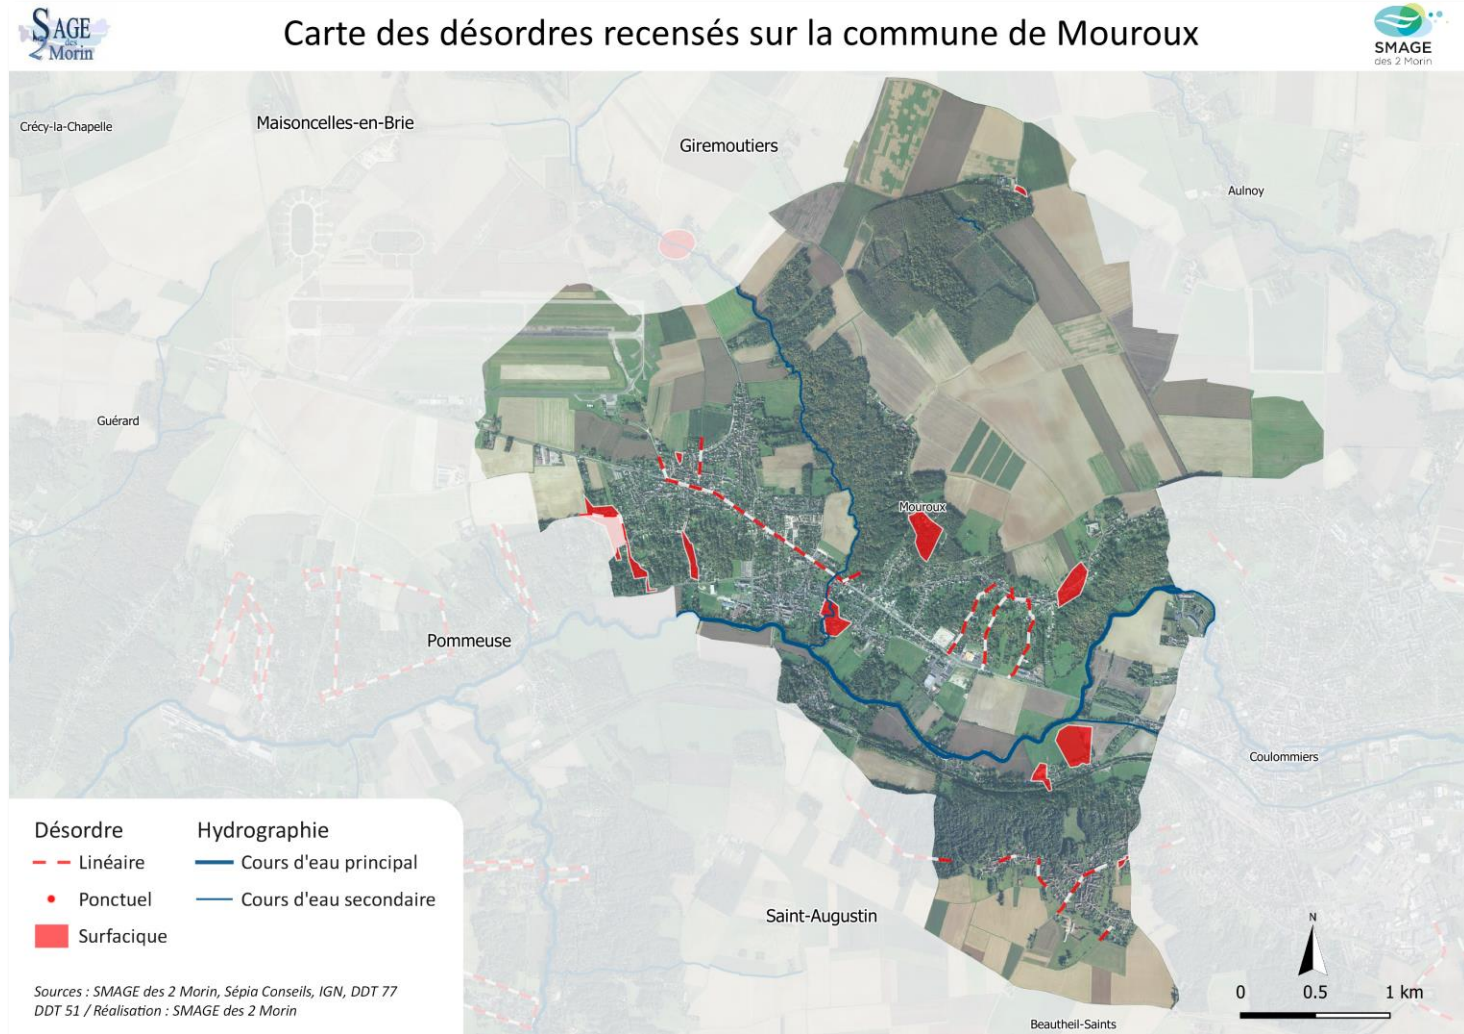 SAGE
des
2 Morin
Carte des désordres recensés sur la commune de Mouroux
SMAGE
des 2 Morin
Crécy-la-Chapelle
Maisoncelles-en-Brie
Giremoutiers
Aulnoy
Guérard
Mouroux
Pommeuse
Coulommiers
Saint-Augustin
Beautheil-Saints
Désordre
Linéaire
Ponctuel
Surfacique
Hydrographie
Cours d'eau principal
Cours d'eau secondaire
Sources : SMAGE des 2 Morin, Sépia Conseils, IGN, DDT 77
DDT 51 / Réalisation : SMAGE des 2 Morin
N
0 0.5 1 km